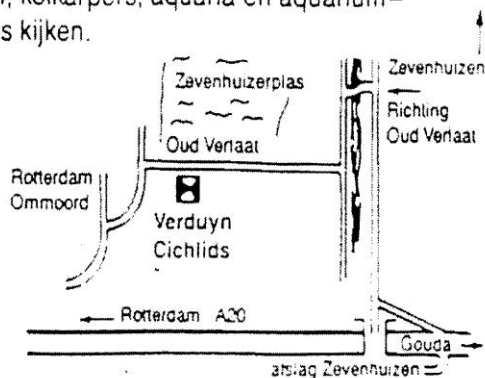 koikarpers, aquaria en aquarium–
s kijken.
Zevenhuizerplas
Oud Verlaat
Zevenhuizen
Richting
Oud Verlaat
Rotterdam
Ommoord
Verduyn
Cichlids
Rotterdam A20
Gouda
afslag Zevenhuizen